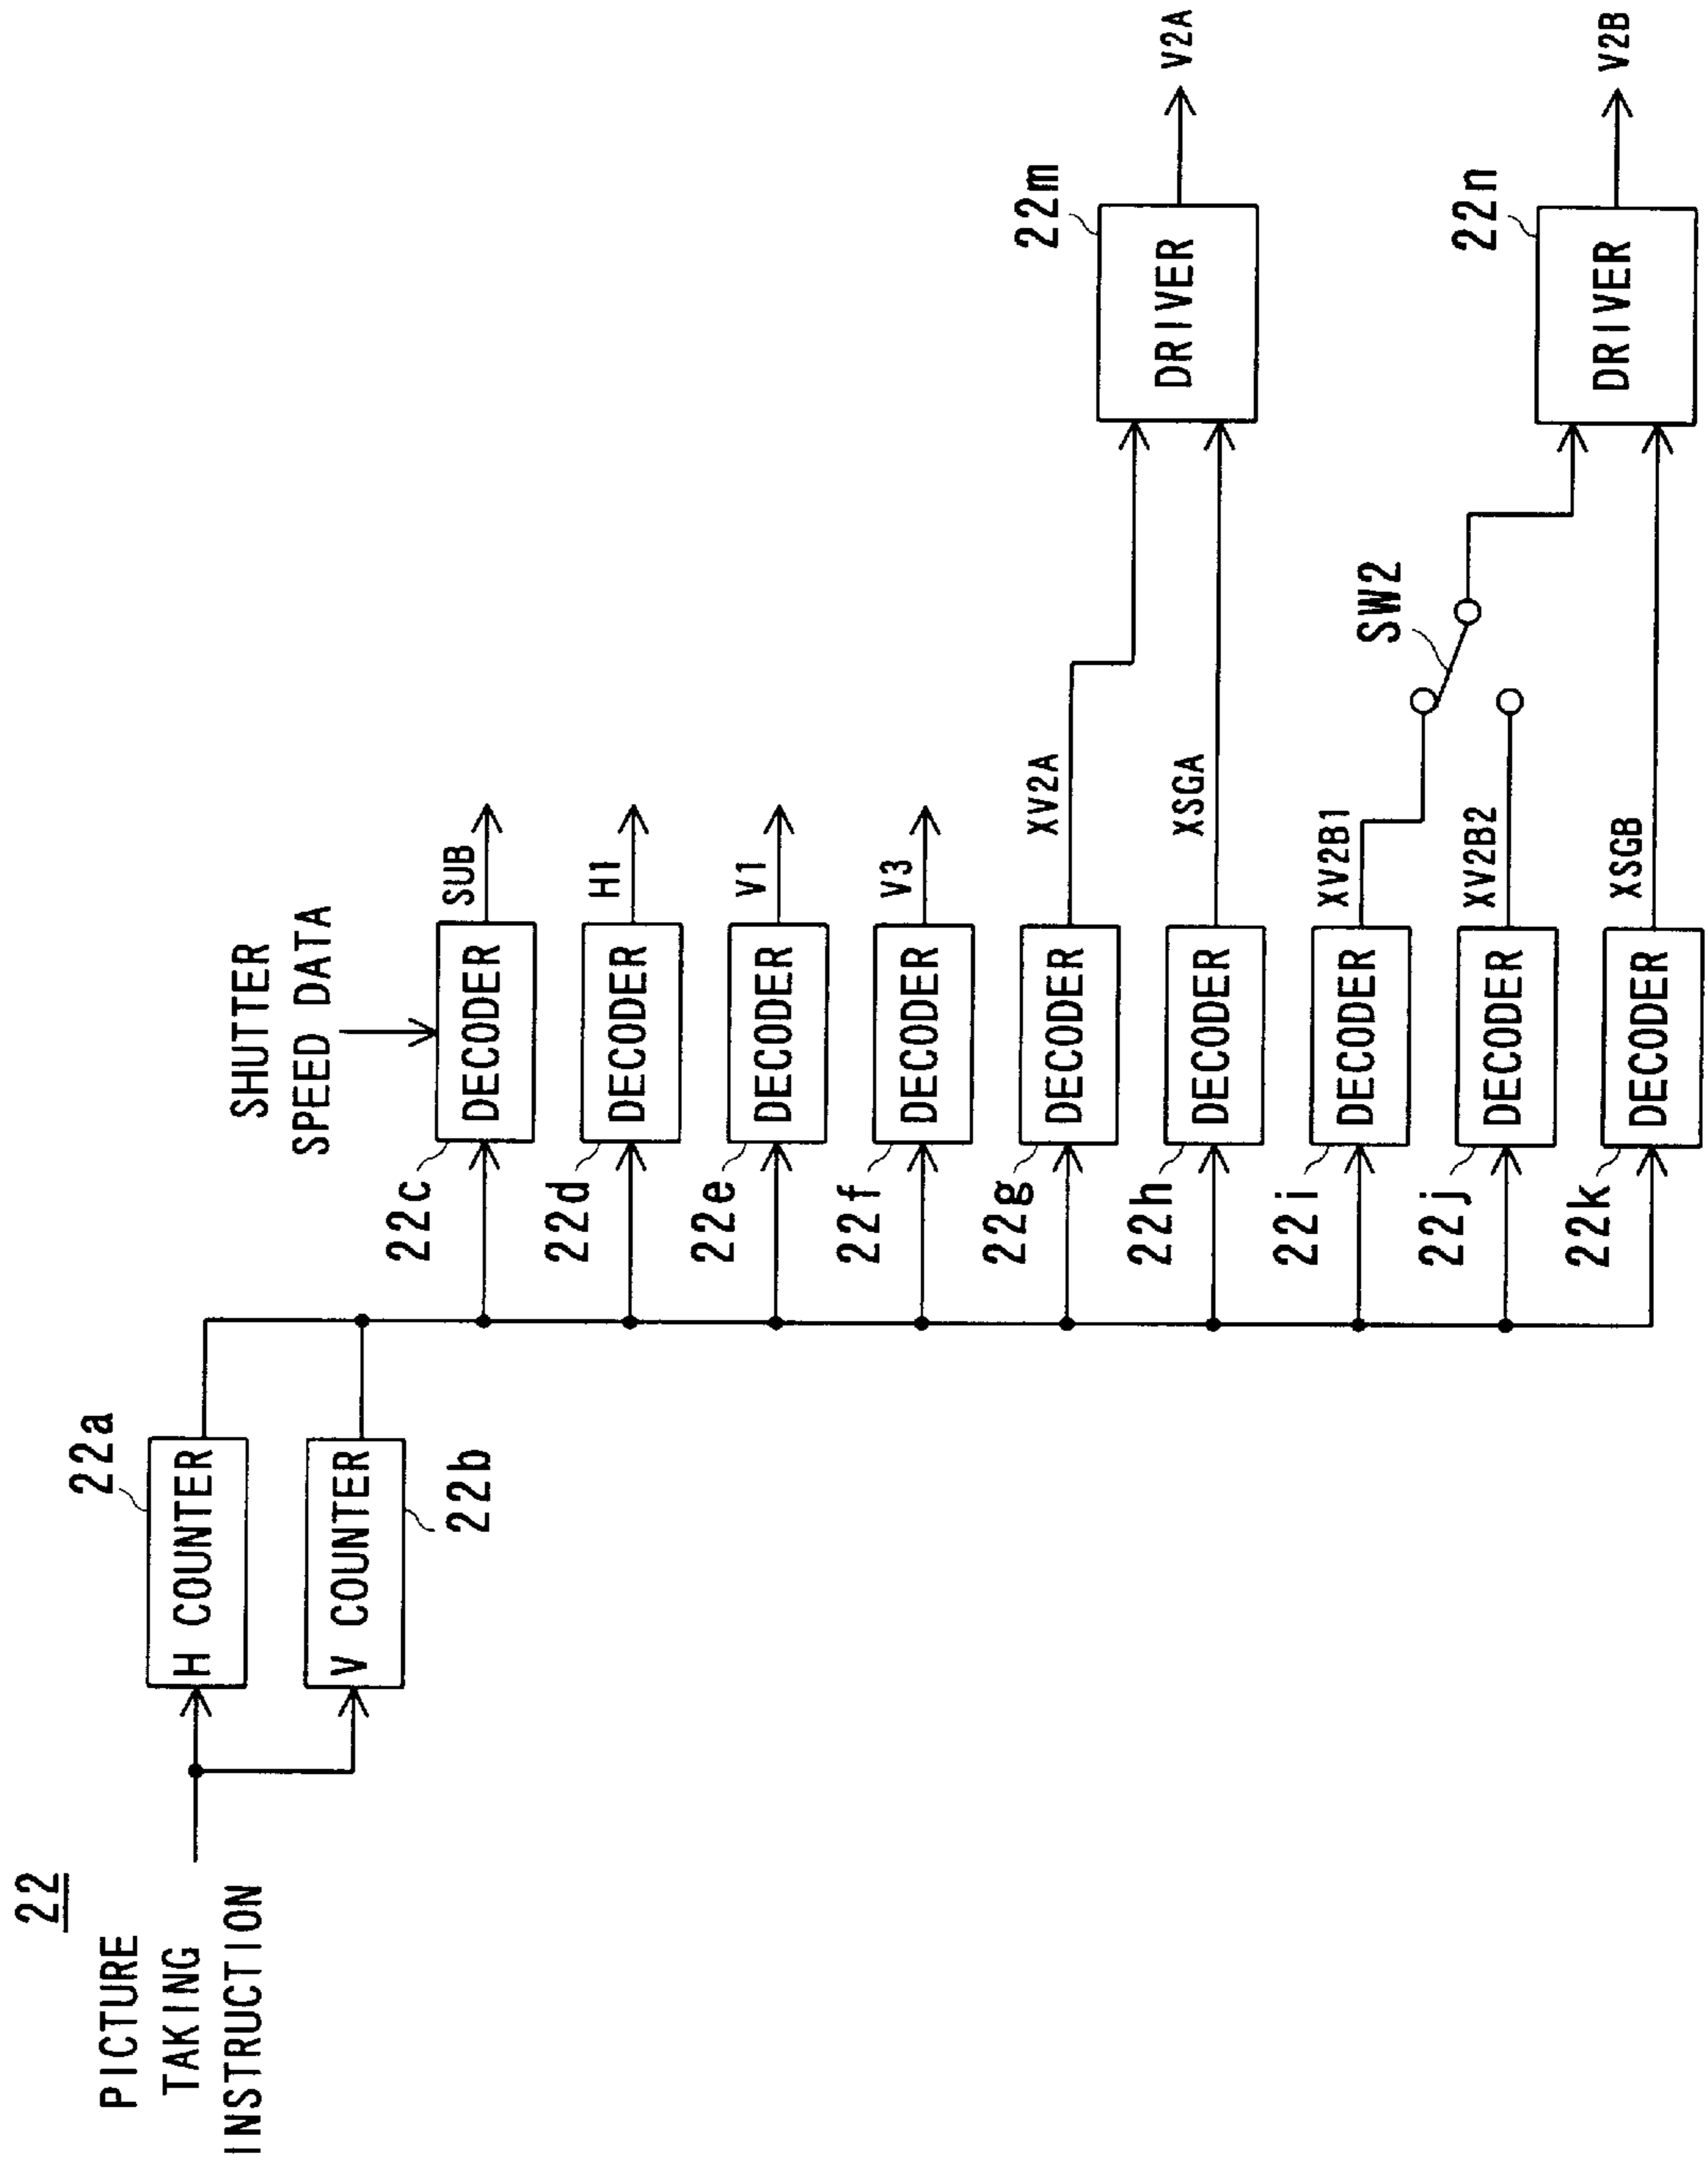 22
PICTURE
TAKING
INSTRUCTION
22a
H COUNTER
V COUNTER
22b
SHUTTER
SPEED DATA
22c
DECODER
SUB
22d
DECODER
H1
22e
DECODER
V1
22f
DECODER
V3
22g
DECODER
XV2A
22h
DECODER
XSGA
22m
DRIVER
V2A
22i
DECODER
XV2B1
22j
DECODER
XV2B2
SW2
22k
DECODER
XSGB
22n
DRIVER
V2B